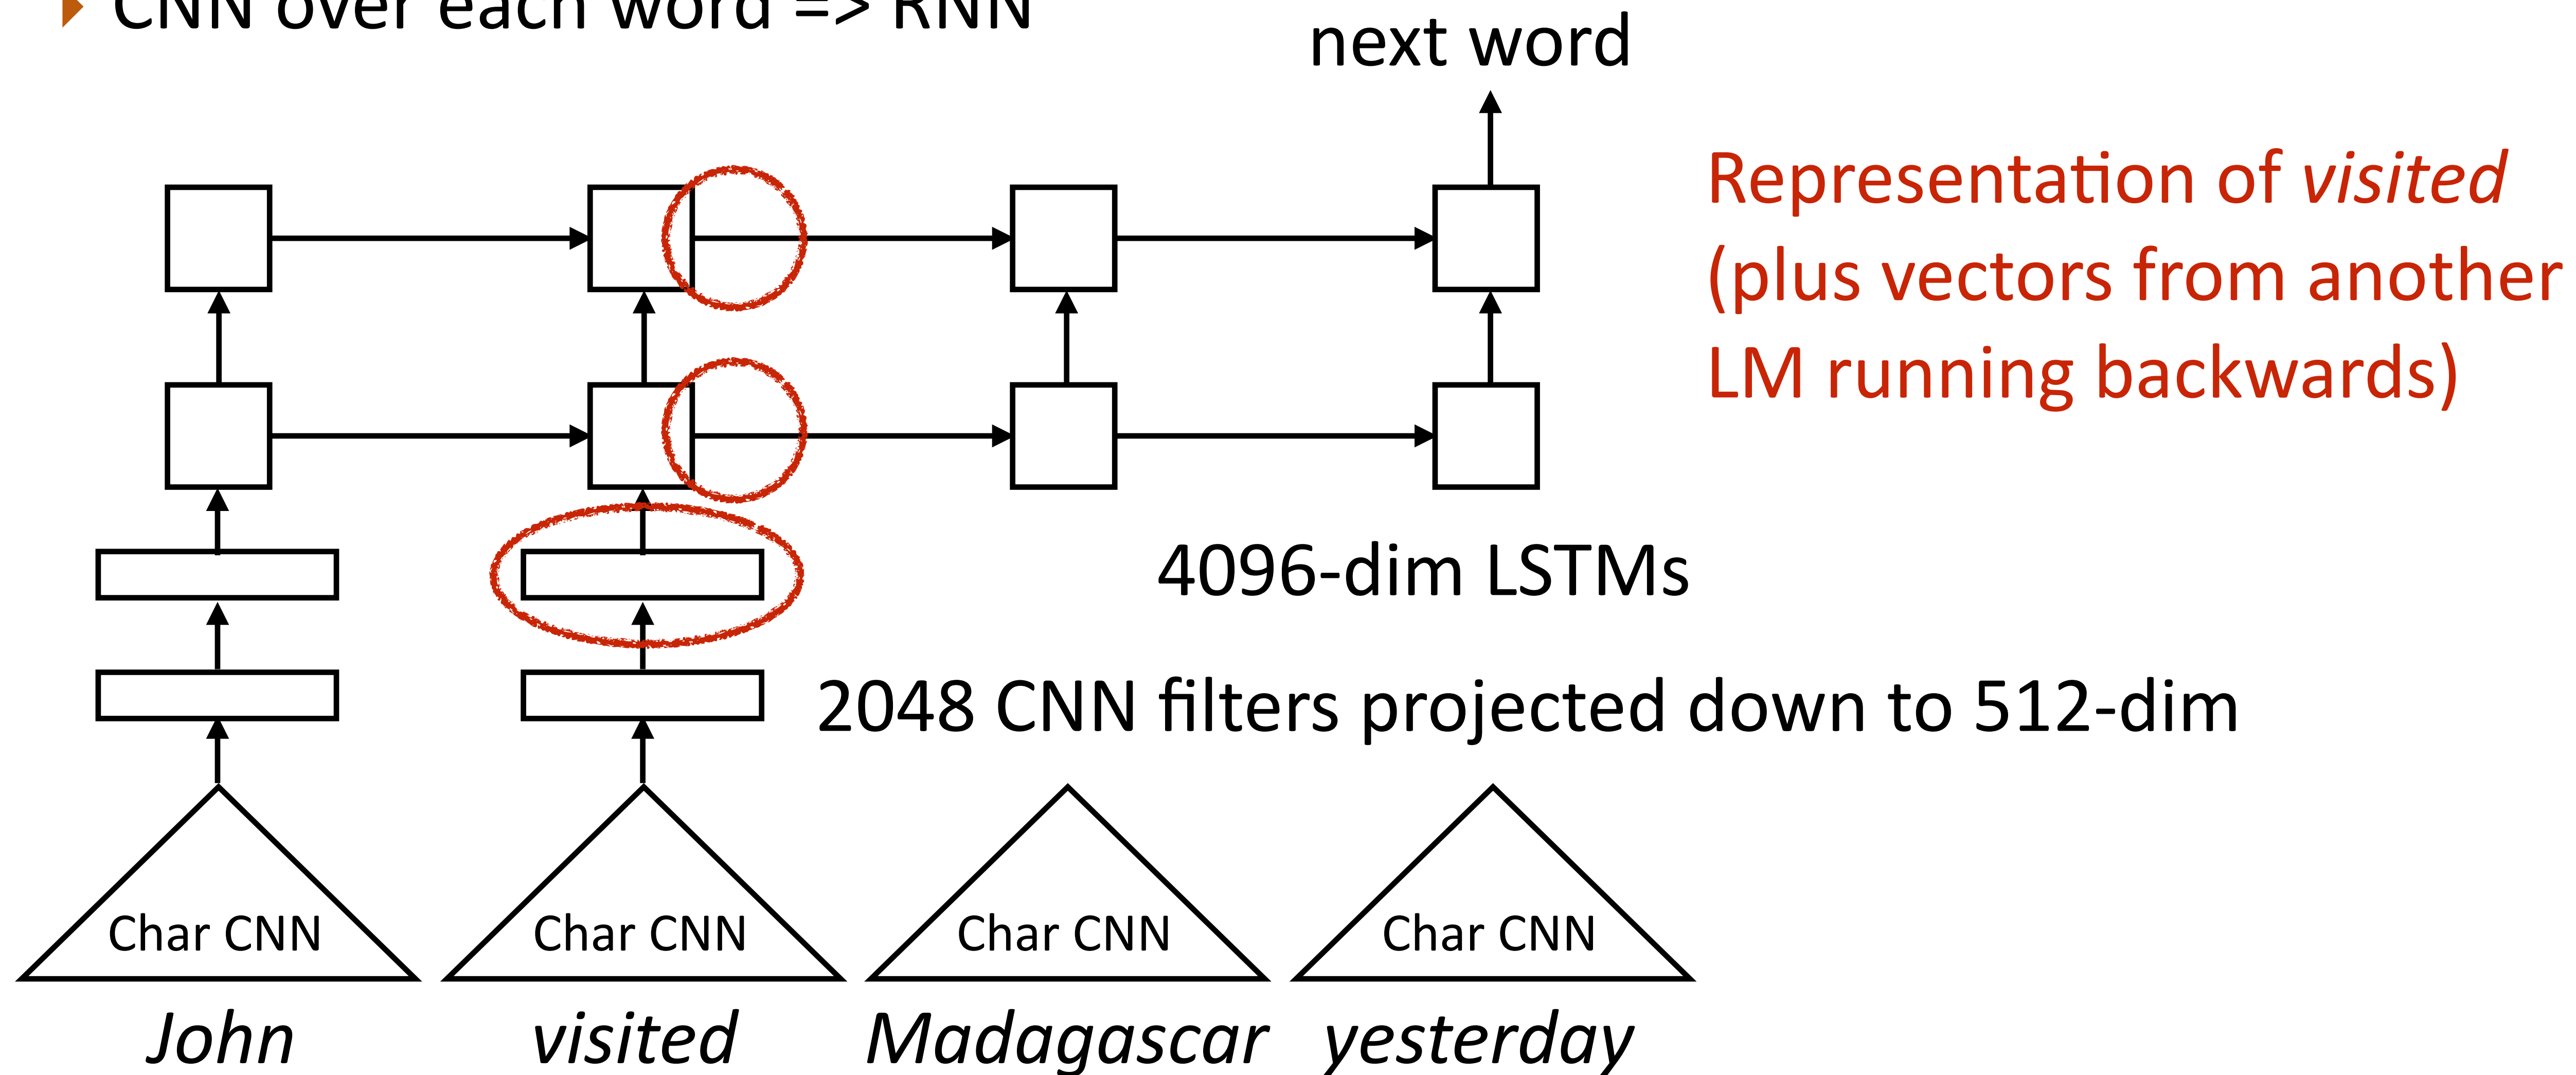 CNN over each word => RNN
next word
Representation of visited
(plus vectors from another
LM running backwards)
4096-dim LSTMs
2048 CNN filters projected down to 512-dim
Char CNN Char CNN Char CNN Char CNN
John visited Madagascar yesterday